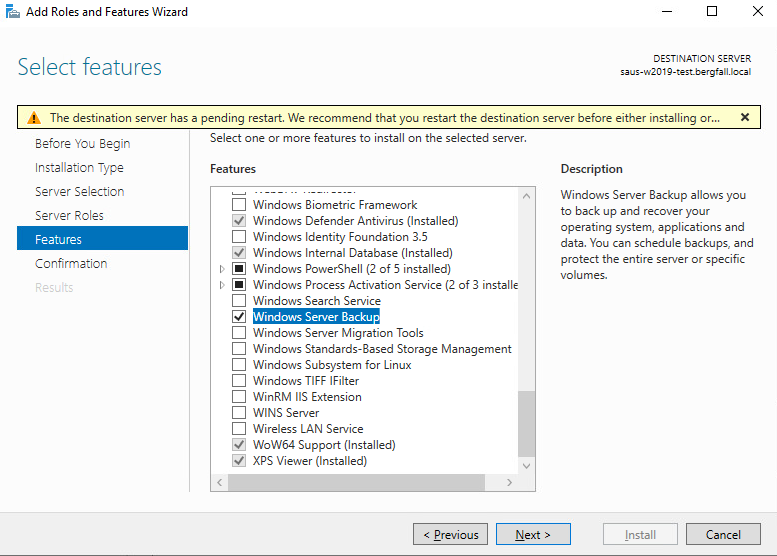 Add Roles and Features Wizard
Select features
DESTINATION SERVER
saus-w2019-test.bergfall.local
The destination server has a pending restart. We recommend that you restart the destination server before either installing or...
Before You Begin
Installation Type
Server Selection
Server Roles
Features
Confirmation
Results
Select one or more features to install on the selected server.
Features
Windows Biometric Framework
Windows Defender Antivirus (Installed)
Windows Identity Foundation 3.5
Windows Internal Database (Installed)
Windows PowerShell (2 of 5 installed)
Windows Process Activation Service (2 of 3 installe
Windows Search Service
Windows Server Backup
Windows Server Migration Tools
Windows Standards-Based Storage Management
Windows Subsystem for Linux
Windows TIFF IFilter
WinRM IIS Extension
WINS Server
Wireless LAN Service
WoW64 Support (Installed)
XPS Viewer (Installed)
Description
Windows Server Backup allows you
to back up and recover your
operating system, applications and
data. You can schedule backups, and
protect the entire server or specific
volumes.
< Previous
Next >
Install
Cancel